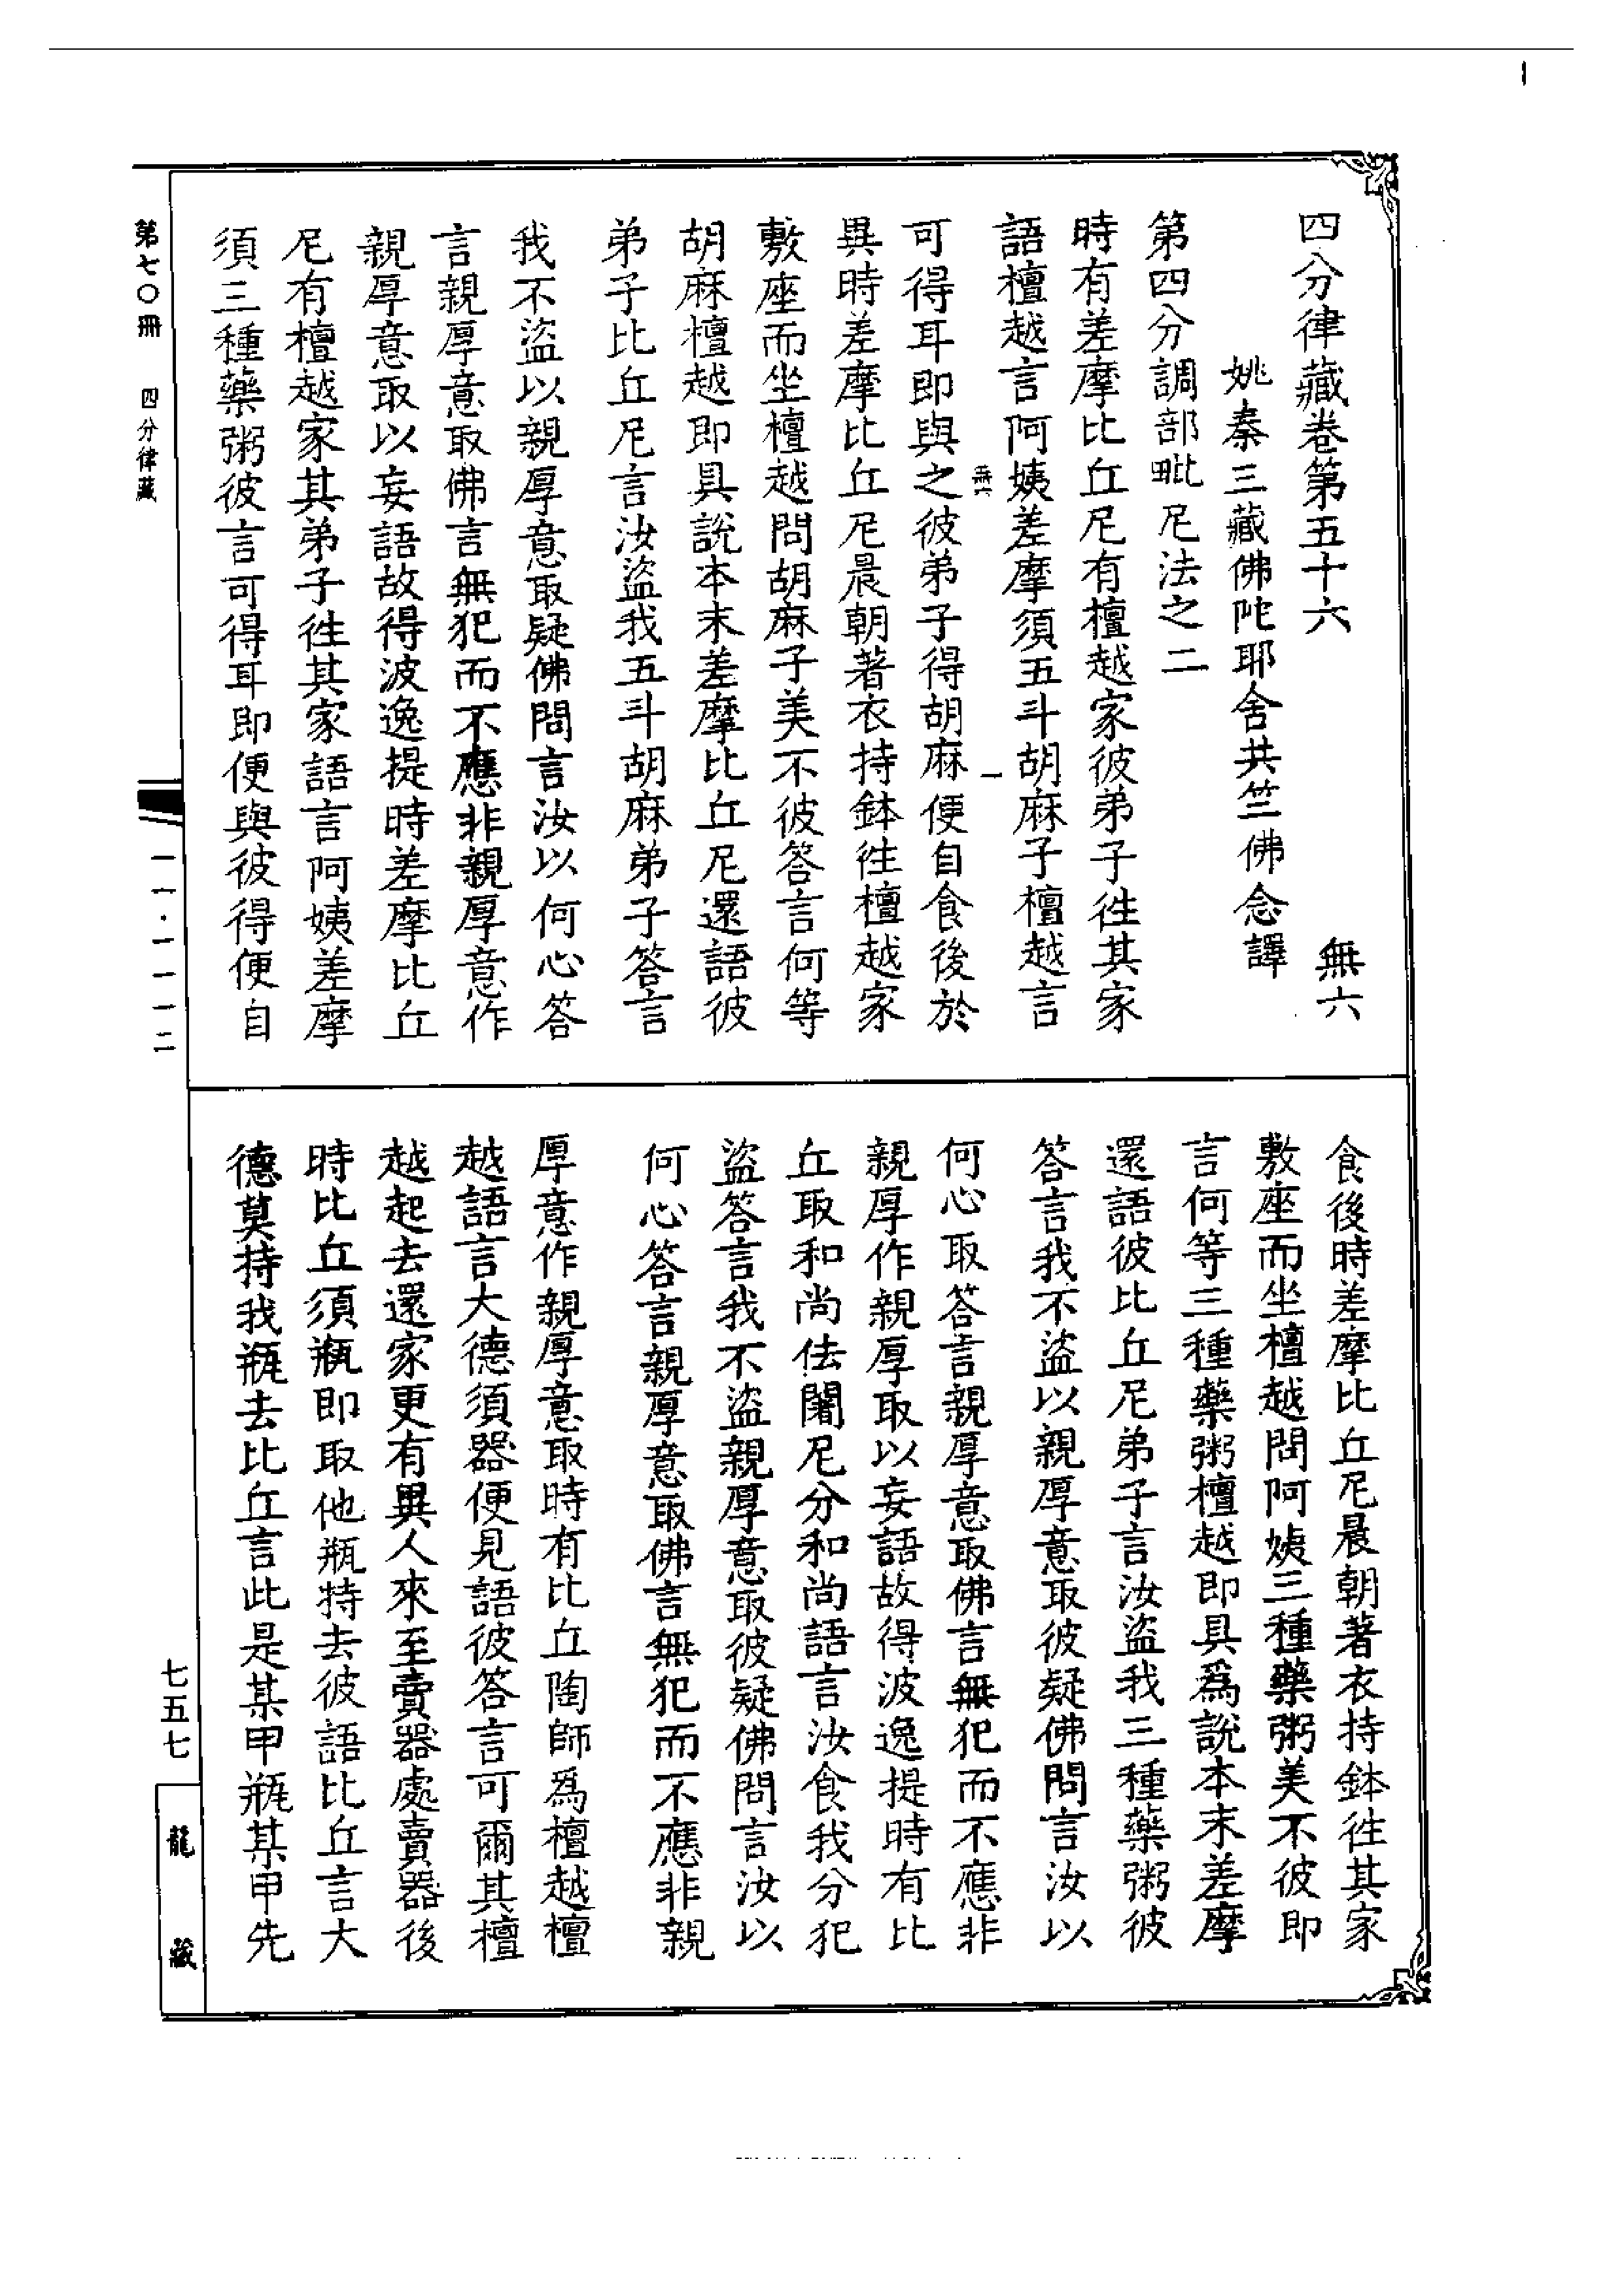 四分律藏卷第五十六
無六
姚秦三藏佛陀耶舍共竺佛念譯
第四分調部毗尼法之二
時有差摩比丘尼有檀越家彼弟子往其家
語檀越言阿姨差摩須五斗胡麻子檀越言
無六
一
可得耳即與之彼弟子得胡麻便自食後於
異時差摩比丘尼晨朝著衣持鉢往檀越家
敷座而坐檀越問胡麻子美不彼答言何等
胡麻檀越即具說本末差摩比丘尼還語彼
弟子比丘尼言汝盜我五斗胡麻弟子答言
我不盜以親厚意取疑佛問言汝以何心答
言親厚意取佛言無犯而不應非親厚意作
親厚意取以妄語故得波逸提時差摩比丘
尼有檀越家其弟子往其家語言阿姨差摩
須三種藥粥彼言可得耳即便與彼得便自
食後時差摩比丘尼晨朝著衣持鉢往其家
敷座而坐檀越問阿姨三種藥粥美不彼即
言何等三種藥粥檀越即具爲說本末差摩
還語彼比丘尼弟子言汝盜我三種藥粥彼
答言我不盜以親厚意取彼疑佛問言汝以
何心取答言親厚意取佛言無犯而不應非
親厚作親厚取以妄語故得波逸提時有比
丘取和尚佉闍尼分和尚語言汝食我分犯
盜答言我不盜親厚意取彼疑佛問言汝以
何心答言親厚意取佛言無犯而不應非親
厚意作親厚意取時有比丘陶師爲檀越檀
越語言大德須器便見語彼答言可爾其檀
越起去還家更有異人來至賣器處賣器後
時比丘須瓶即取他瓶持去彼語比丘言大
德莫持我瓶去比丘言此是某甲瓶某甲先
第七〇冊
四分律藏
一一·一一一二
七五七
龍藏